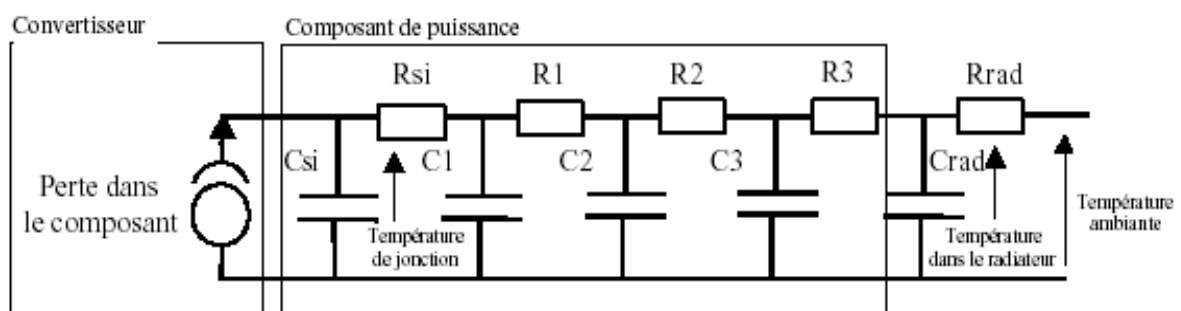 Convertisseur
Composant de puissance
Rsi
R1
R2
R3
Rrad
Csi
C1
C2
C3
Crad
Perte dans
le composant
Température
de jonction
Température
dans le radiateur
Température
ambiante